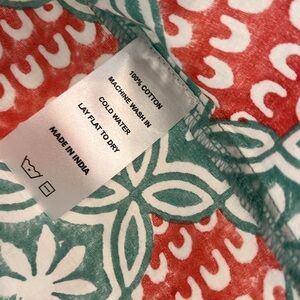 100% COTTON
MACHINE WASH IN
COLD WATER
LAY FLAT TO DRY
MADE IN INDIA